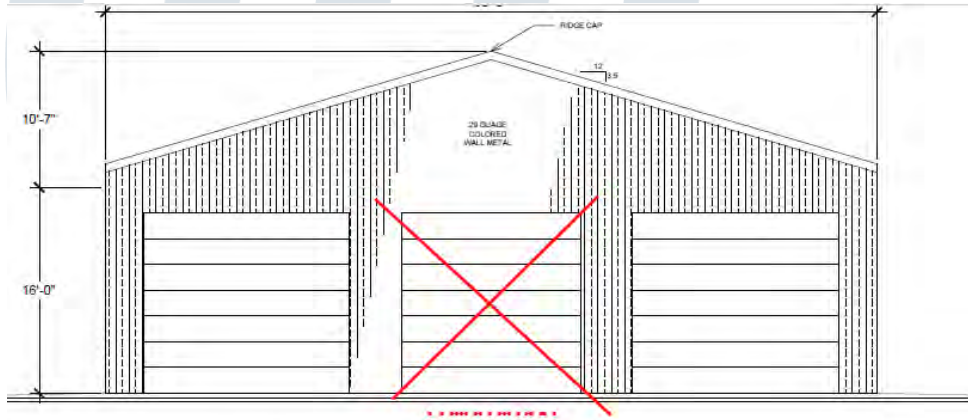 RIDGE CAP
12
3.5
10'-7"
29 GUAGE
COLORED
WALL METAL
16'-0"